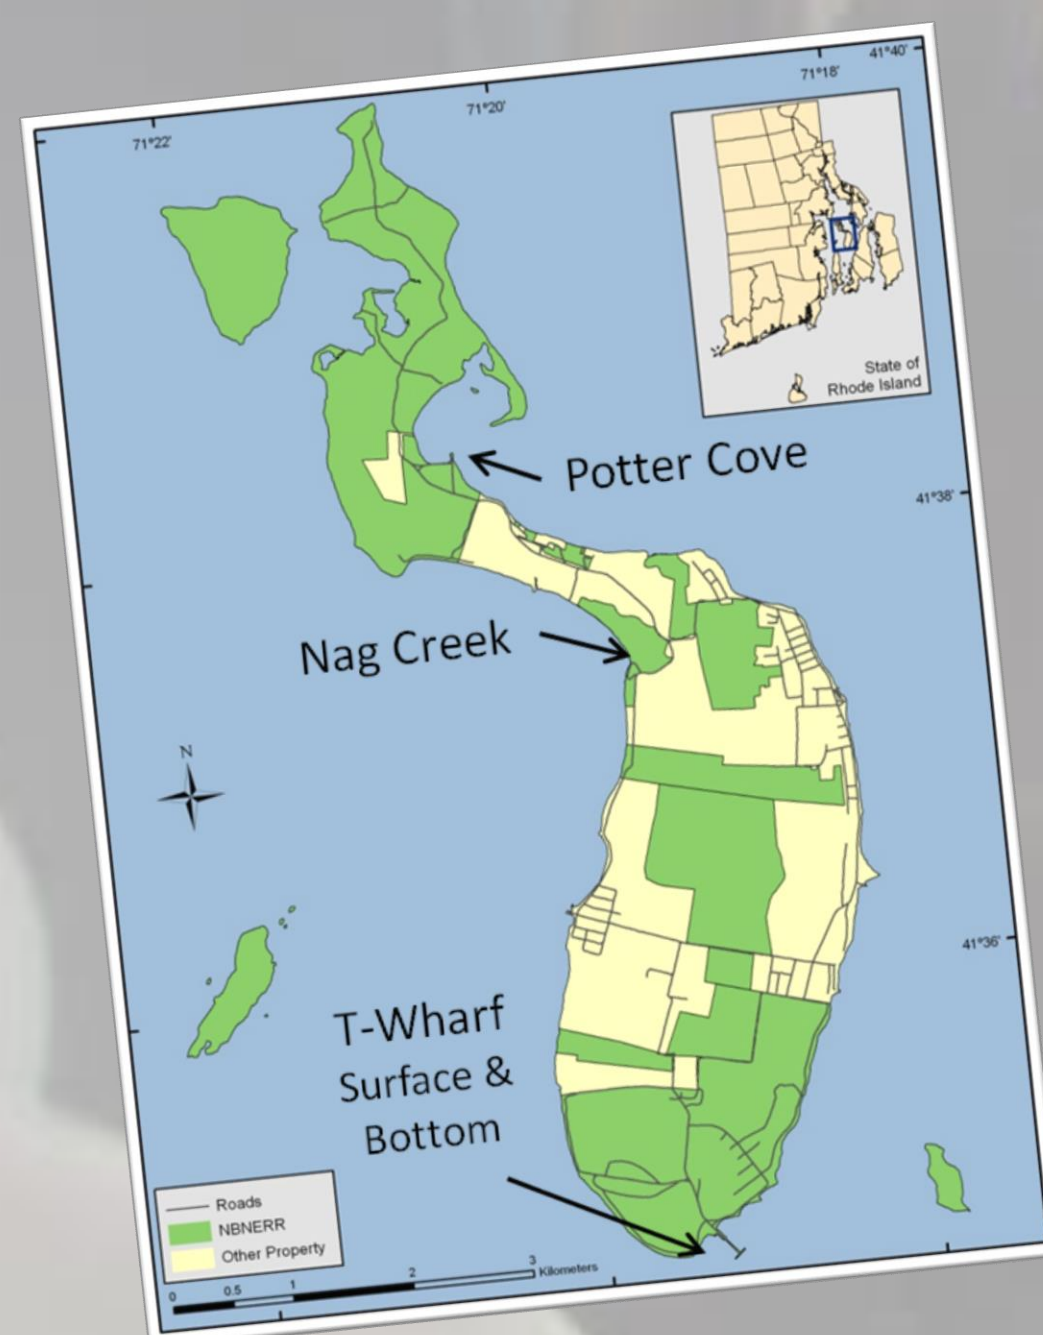 71°22'
71°20'
71°18'
41°40'
State of
Rhode Island
Potter Cove
41°38'
Nag Creek
N
41°36'
T-Wharf
Surface &
Bottom
Roads
NBNERR
Other Property
0 0.5 1 2 3
Kilometers